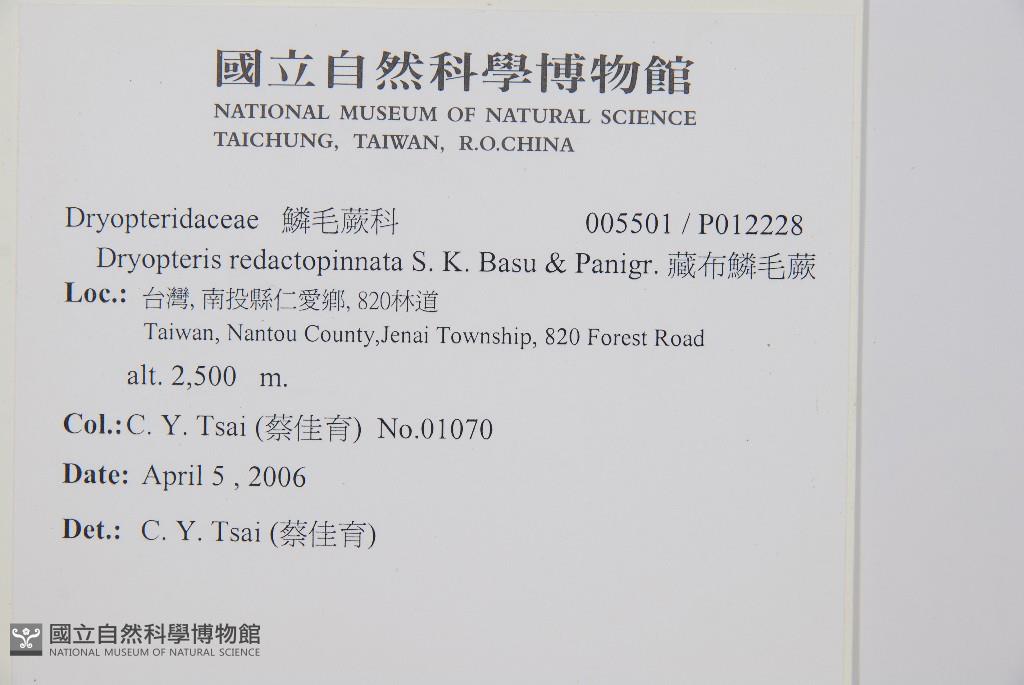 國立自然科學博物館
NATIONAL MUSEUM OF NATURAL SCIENCE
TAICHUNG, TAIWAN, R.O.CHINA
Dryopteridaceae 鱗毛蕨科 005501 / P012228
Dryopteris redactopinnata S. K. Basu & Panigr. 藏布鱗毛蕨
Loc.: 台灣, 南投縣仁愛鄉, 820林道
Taiwan, Nantou County,Jenai Township, 820 Forest Road
alt. 2,500 m.
Col.: C. Y. Tsai (蔡佳育) No.01070
Date: April 5 , 2006
Det.: C. Y. Tsai (蔡佳育)
國立自然科學博物館
NATIONAL MUSEUM OF NATURAL SCIENCE